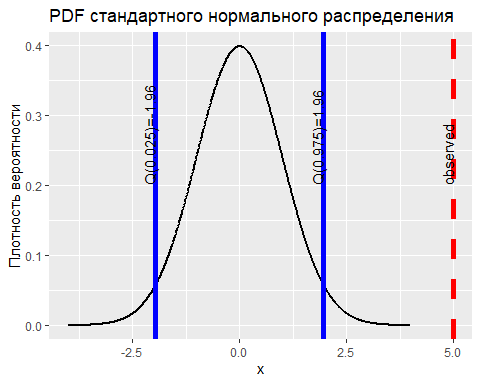 PDF стандартного нормального распределения
Плотность вероятности
0.4
0.3
0.2
0.1
0.0
Q(0.025)=-1.96
Q(0.975)=1.96
observed
-2.5
0.0
2.5
5.0
x